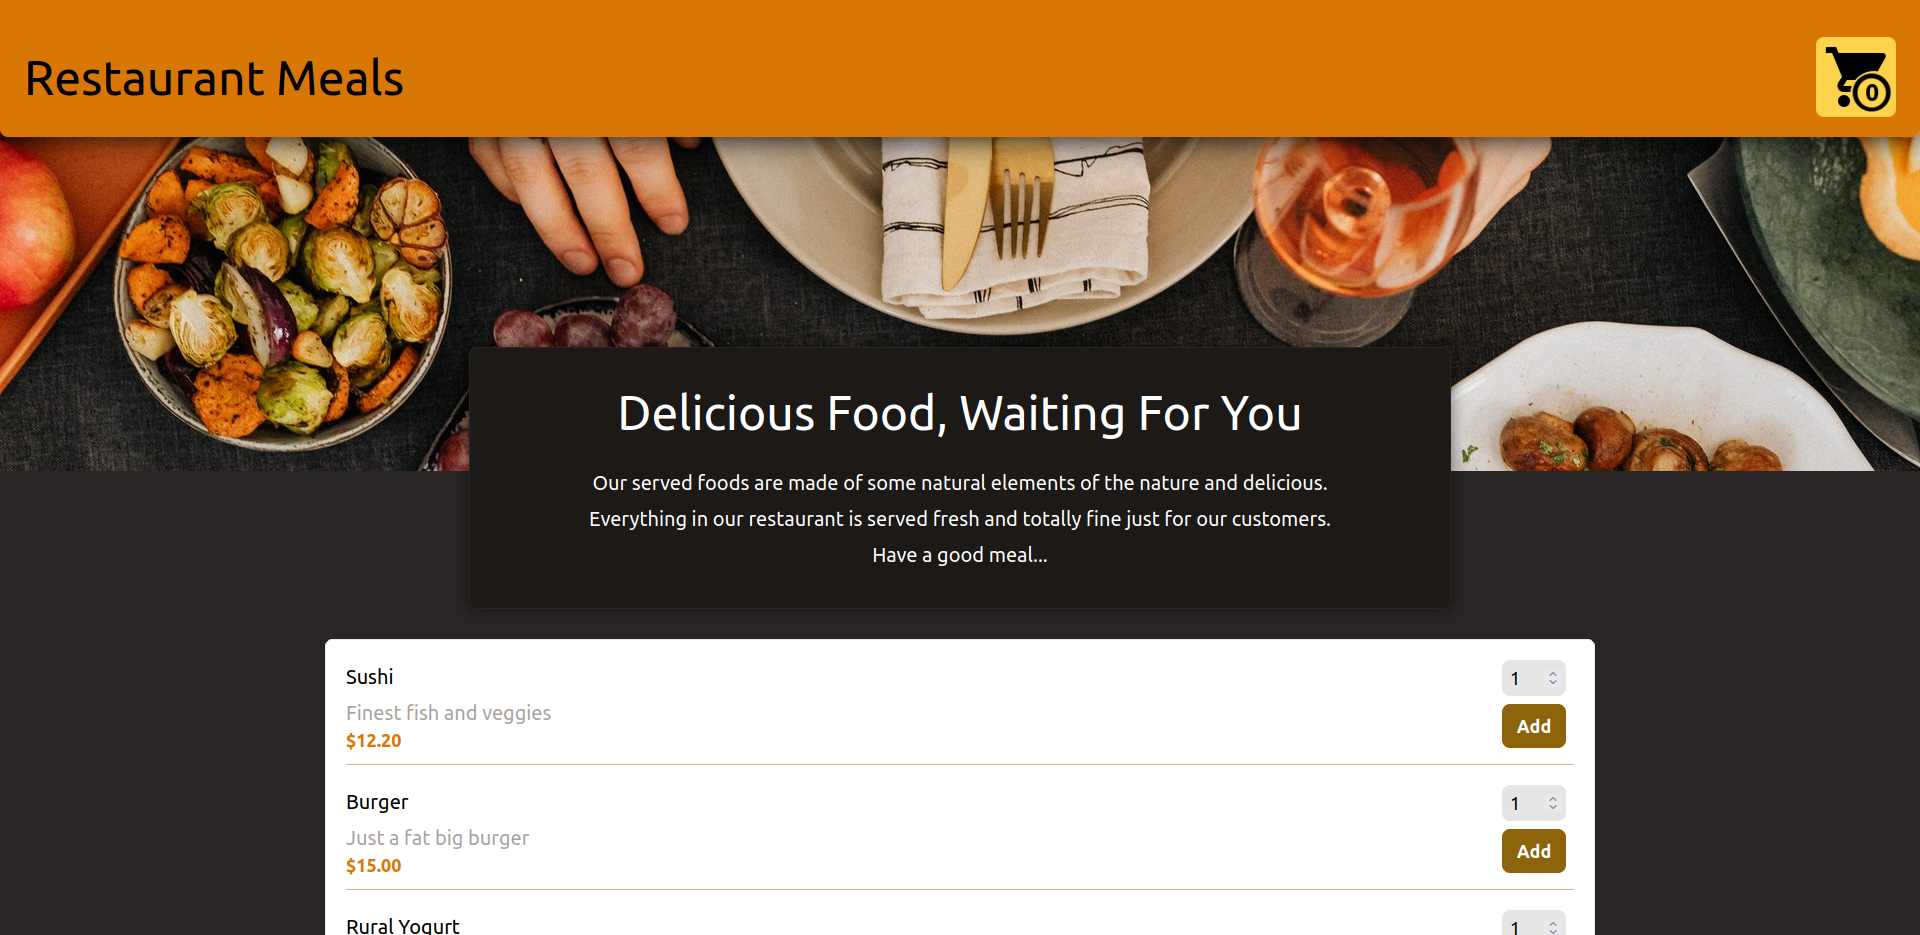 Restaurant Meals
0
Delicious Food, Waiting For You
Our served foods are made of some natural elements of the nature and delicious.
Everything in our restaurant is served fresh and totally fine just for our customers.
Have a good meal...
Sushi
1
Finest fish and veggies
Add
$12.20
Burger
1
Just a fat big burger
Add
$15.00
Rural Yogurt
1